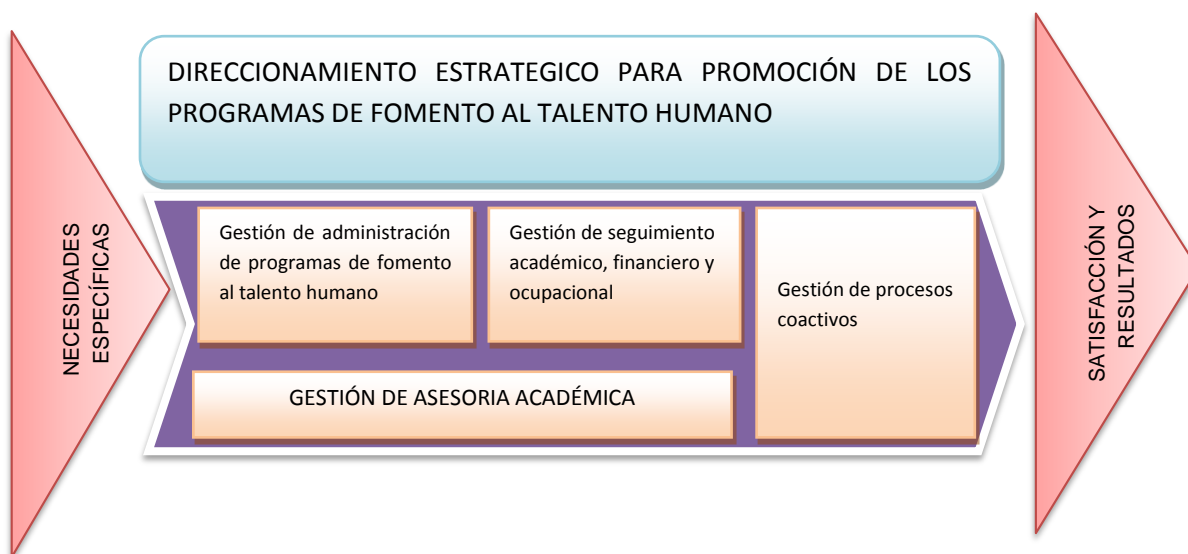 DIRECCIONAMIENTO ESTRATEGICO PARA PROMOCIÓN DE LOS
PROGRAMAS DE FOMENTO AL TALENTO HUMANO
NECESIDADES
ESPECÍFICAS
Gestión de administración
de programas de fomento
al talento humano
Gestión de seguimiento
académico, financiero y
ocupacional
Gestión de procesos
coactivos
GESTIÓN DE ASESORIA ACADÉMICA
SATISFACCIÓN Y
RESULTADOS